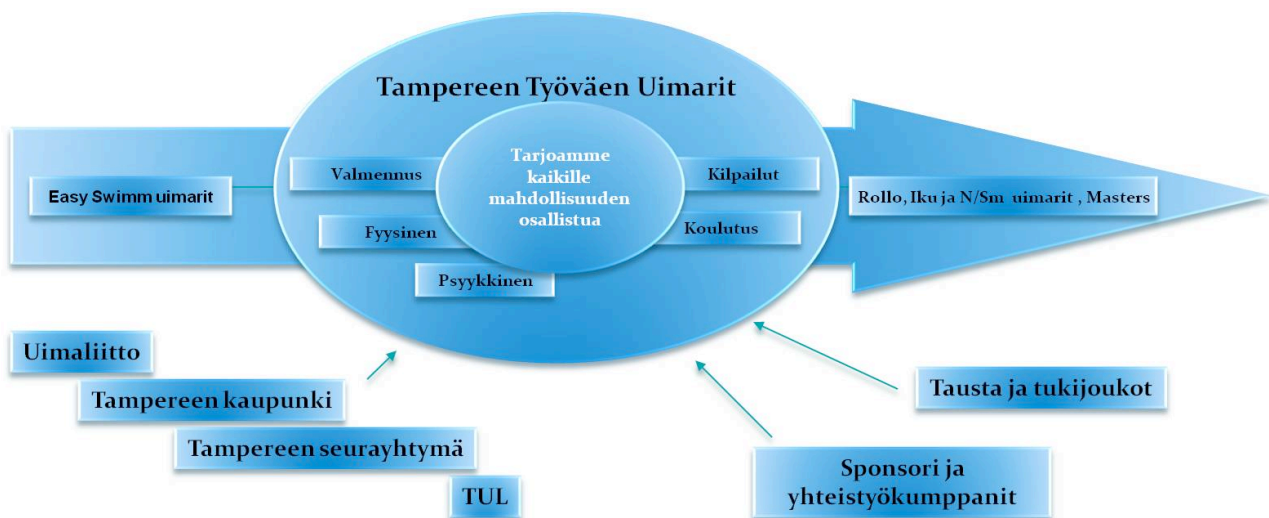 Tampereen Työväen Uimarit
Tarjoamme
kaikille
mahdollisuuden
osallistua
Valmennus
Kilpailut
Easy Swimm uimarit
Rollo, Iku ja N/Sm uimarit , Masters
Fyysinen
Koulutus
Psyykkinen
Uimaliitto
Tampereen kaupunki
Tampereen seurayhtymä
TUL
Tausta ja tukijoukot
Sponsori ja
yhteistyökumppanit